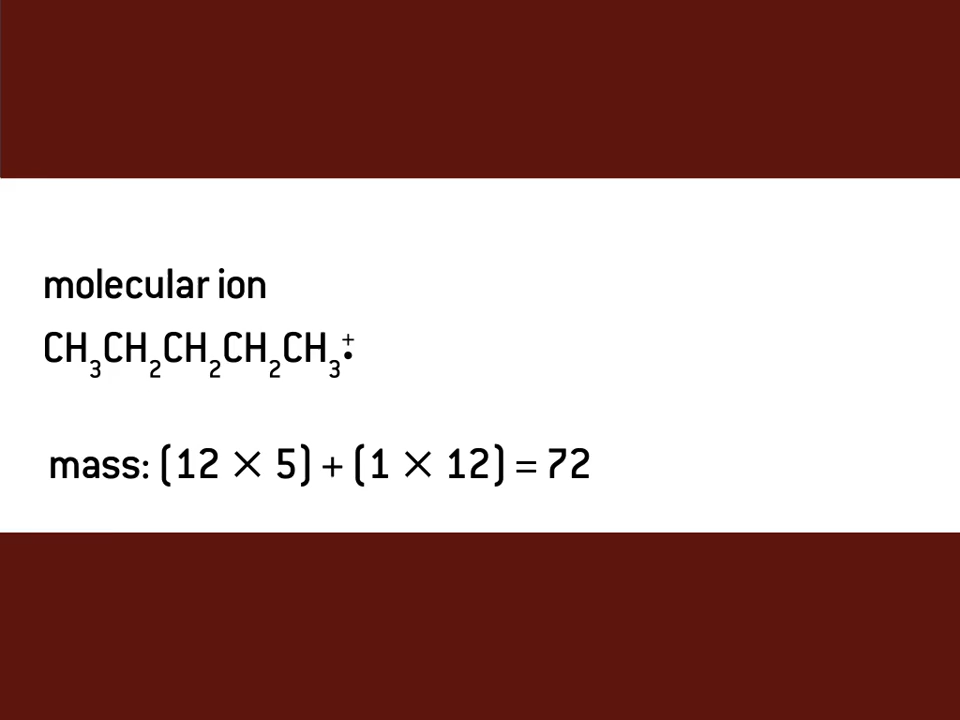 molecular ion
CH₃CH₂CH₂CH₂CH₃⁺•
mass: (12 × 5) + (1 × 12) = 72